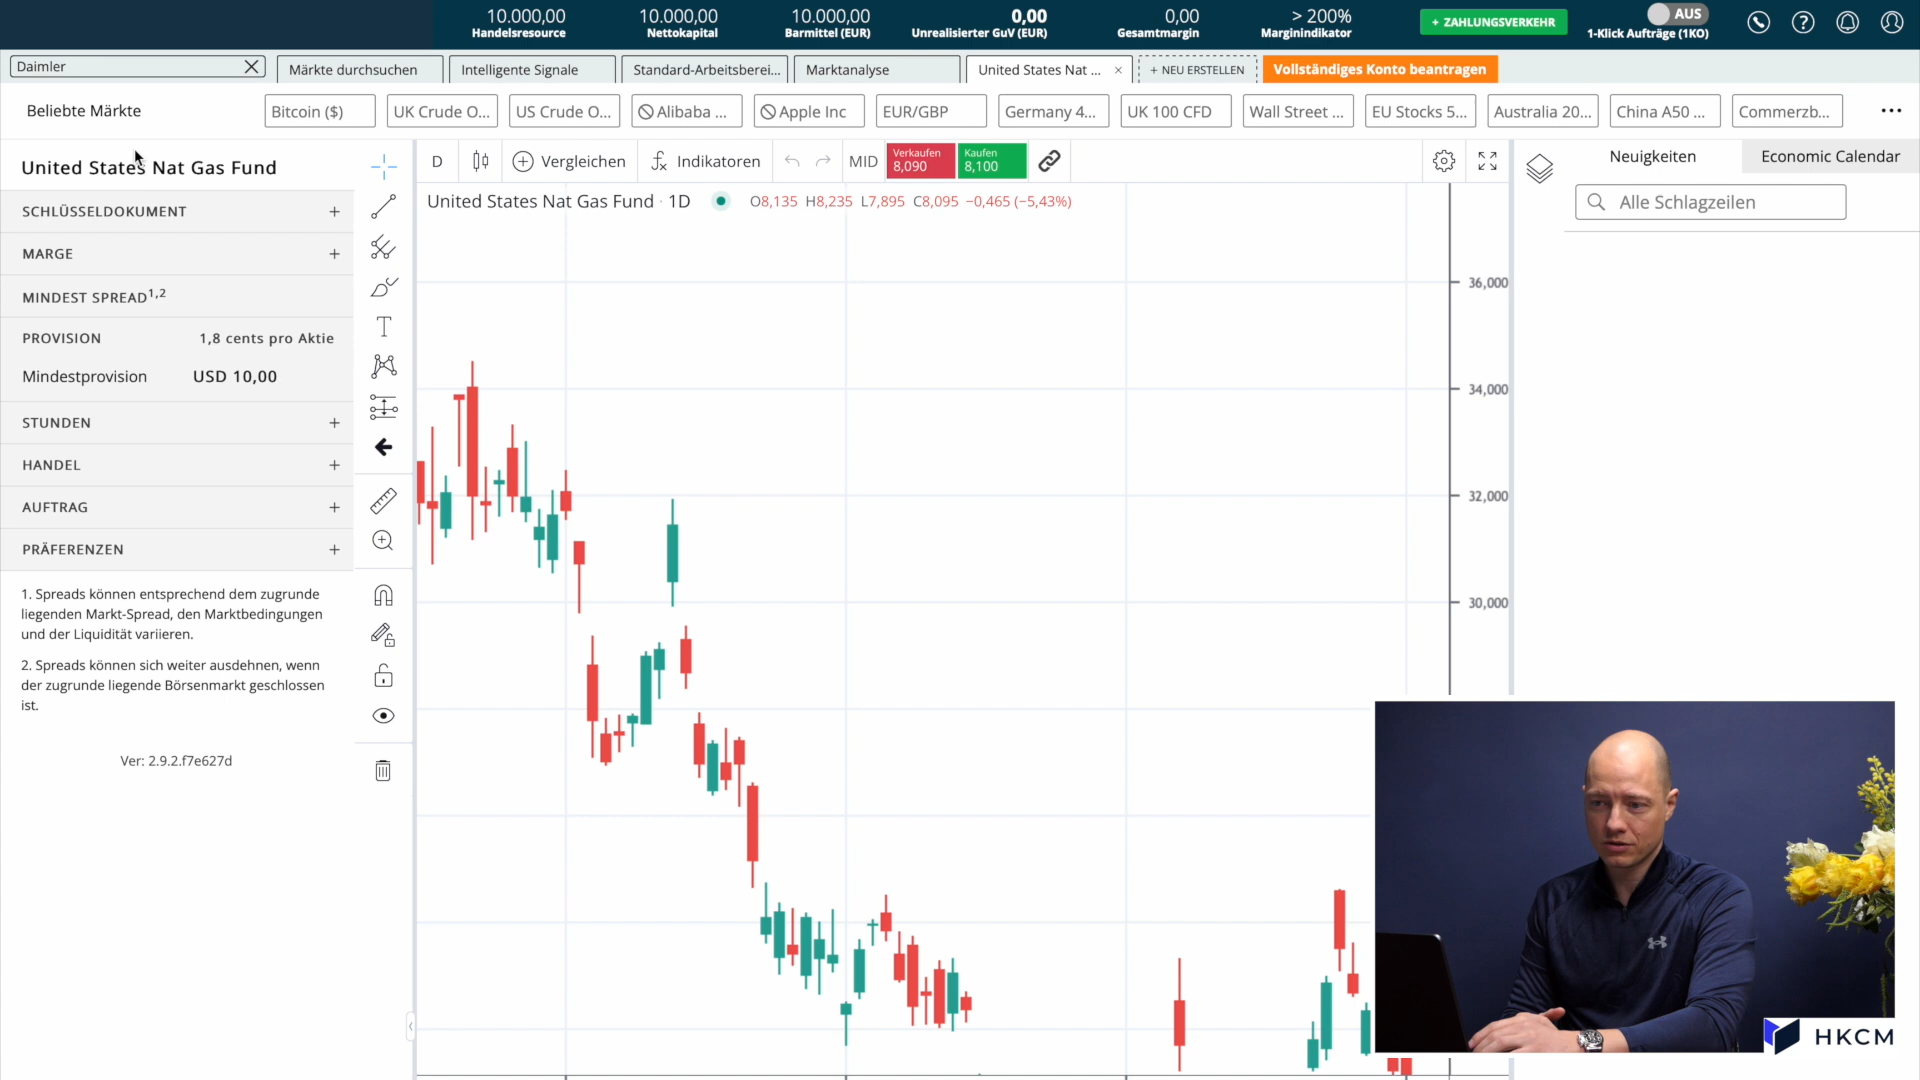 10.000,00
Handelsresource
10.000,00
Nettokapital
10.000,00
Barmittel (EUR)
0,00
Unrealisierter GuV (EUR)
0,00
Gesamtmargin
> 200%
Marginindikator
+ ZAHLUNGSVERKEHR
AUS
1-Klick Aufträge (1KO)
Daimler
Märkte durchsuchen
Intelligente Signale
Standard-Arbeitsberei...
Marktanalyse
United States Nat ... ×
+ NEU ERSTELLEN
Vollständiges Konto beantragen
Beliebte Märkte
Bitcoin ($)
UK Crude O...
US Crude O...
Alibaba ...
Apple Inc
EUR/GBP
Germany 4...
UK 100 CFD
Wall Street ...
EU Stocks 5...
Australia 20...
China A50 ...
Commerzb...
United States Nat Gas Fund
SCHLÜSSELDOKUMENT +
MARGE +
MINDEST SPREAD1,2
PROVISION 1,8 cents pro Aktie
Mindestprovision USD 10,00
STUNDEN +
HANDEL +
AUFTRAG +
PRÄFERENZEN +
1. Spreads können entsprechend dem zugrunde
liegenden Markt-Spread, den Marktbedingungen
und der Liquidität variieren.
2. Spreads können sich weiter ausdehnen, wenn
der zugrunde liegende Börsenmarkt geschlossen
ist.
Ver: 2.9.2.f7e627d
D
Vergleichen
Indikatoren
MID
Verkaufen
8,090
Kaufen
8,100
United States Nat Gas Fund · 1D
O8,135 H8,235 L7,895 C8,095 −0,465 (−5,43%)
36,000
34,000
32,000
30,000
Neuigkeiten
Economic Calendar
Alle Schlagzeilen
HKCM